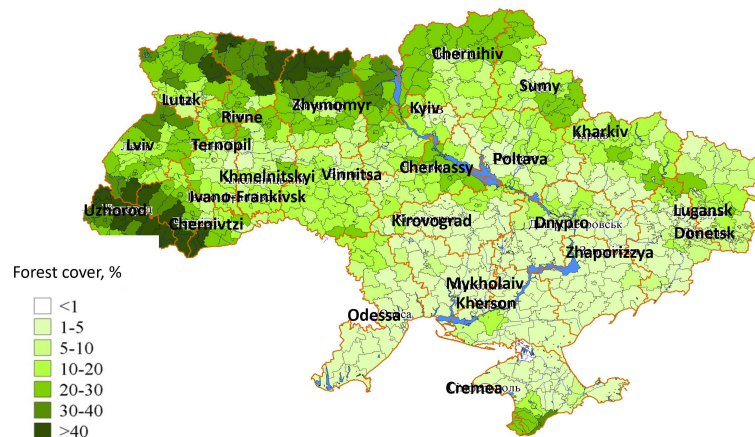 Chernihiv
Sumy
Lutzk
Rivne
Zhymomyr
Kyiv
Kharkiv
Lviv
Ternopil
Poltava
Khmelnitskyi
Vinnitsa
Cherkassy
Uzhorod
Ivano-Frankivsk
Chernivtzi
Kirovograd
Dnypro
Lugansk
Donetsk
Zhaporizzya
Forest cover, %
Mykholaiv
Kherson
Odessa
Cremea
<1
1-5
5-10
10-20
20-30
30-40
>40